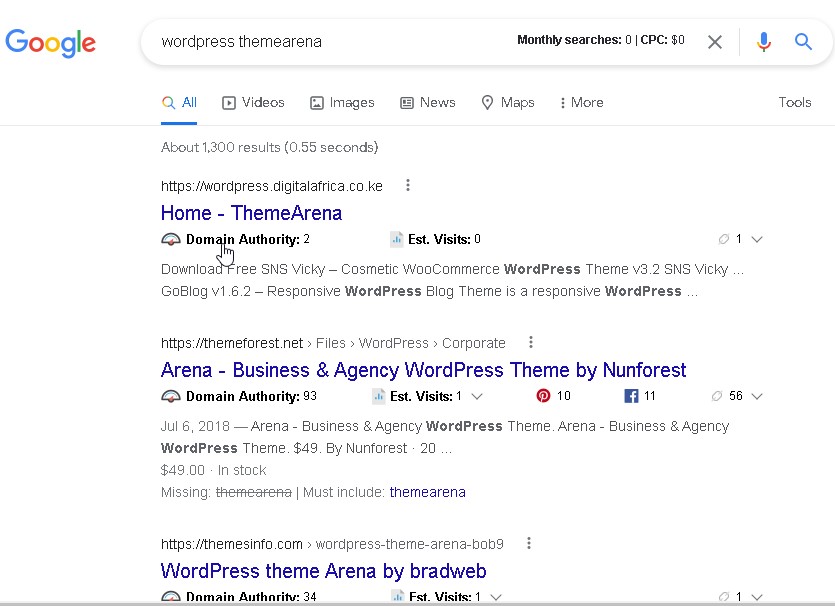 Google
wordpress themearena Monthly searches: 0 | CPC: $0
All Videos Images News Maps More Tools
About 1,300 results (0.55 seconds)
https://wordpress.digitalafrica.co.ke
Home - ThemeArena
Domain Authority: 2 Est. Visits: 0 1
Download Free SNS Vicky – Cosmetic WooCommerce WordPress Theme v3.2 SNS Vicky ...
GoBlog v1.6.2 – Responsive WordPress Blog Theme is a responsive WordPress ...
https://themeforest.net › Files › WordPress › Corporate
Arena - Business & Agency WordPress Theme by Nunforest
Domain Authority: 93 Est. Visits: 1 10 11 56
Jul 6, 2018 — Arena - Business & Agency WordPress Theme. Arena - Business & Agency
WordPress Theme. $49. By Nunforest · 20 ...
$49.00 · In stock
Missing: themearena | Must include: themearena
https://themesinfo.com › wordpress-theme-arena-bob9
WordPress theme Arena by bradweb
Domain Authority: 34 Est. Visits: 1 1